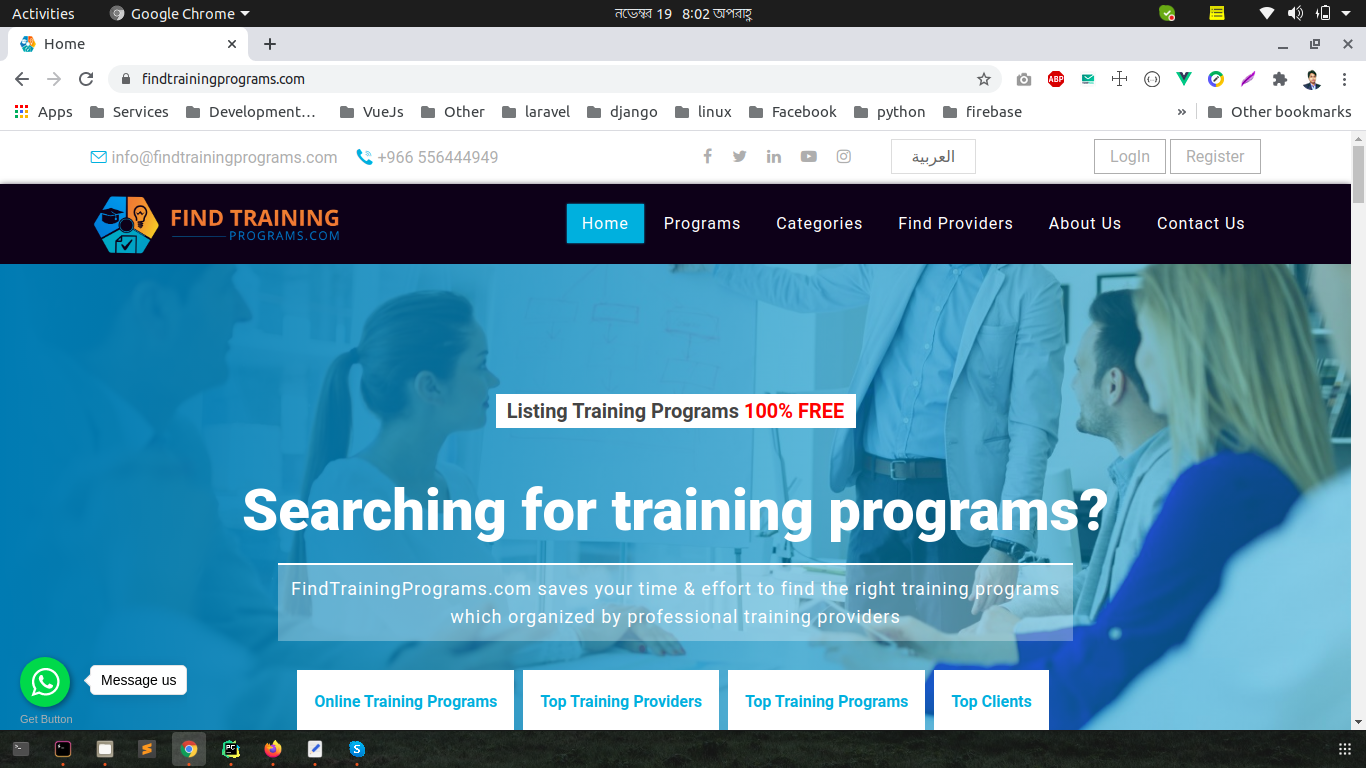 Activities
Google Chrome
নভেম্বর 19 8:02 অপরাহ্ণ
Home
findtrainingprograms.com
ABP
Apps
Services
Development…
VueJs
Other
laravel
django
linux
Facebook
python
firebase
»
Other bookmarks
info@findtrainingprograms.com
+966 556444949
العربية
LogIn
Register
FIND TRAINING
PROGRAMS.COM
Home
Programs
Categories
Find Providers
About Us
Contact Us
Listing Training Programs 100% FREE
Searching for training programs?
FindTrainingPrograms.com saves your time & effort to find the right training programs
which organized by professional training providers
Message us
Get Button
Online Training Programs
Top Training Providers
Top Training Programs
Top Clients